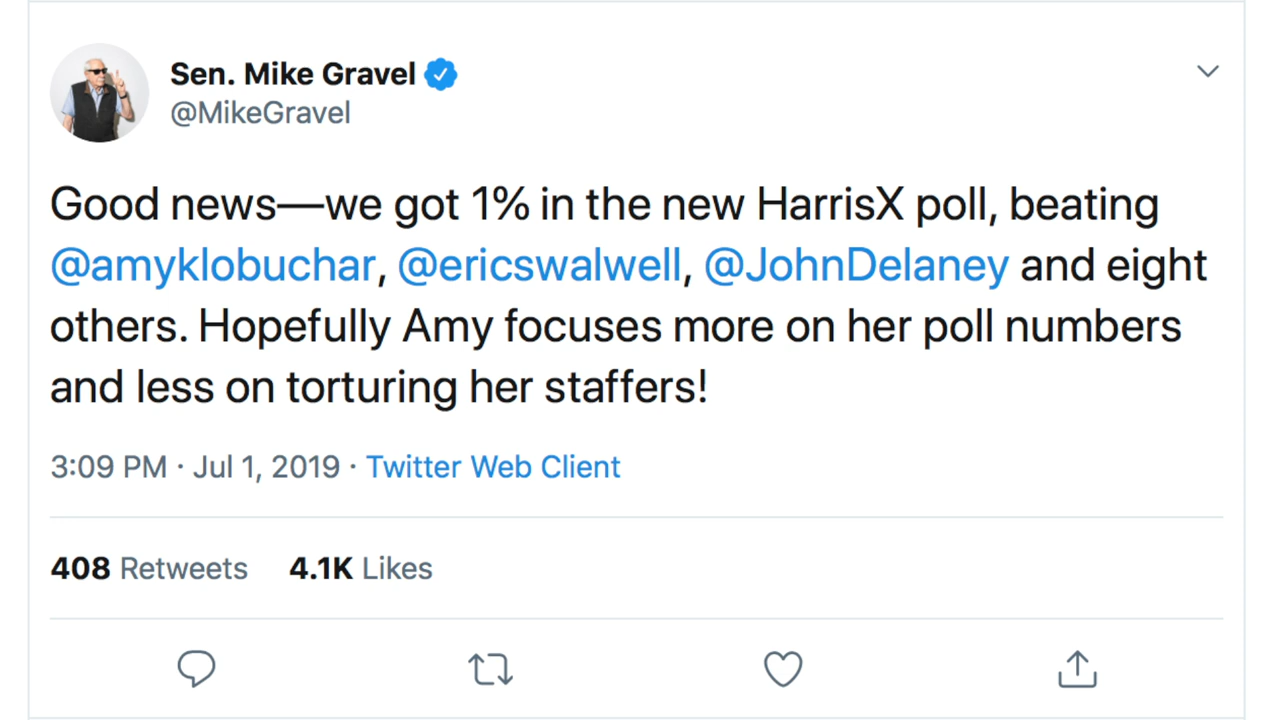 Sen. Mike Gravel
@MikeGravel
Good news—we got 1% in the new HarrisX poll, beating
@amyklobuchar, @ericswalwell, @JohnDelaney and eight
others. Hopefully Amy focuses more on her poll numbers
and less on torturing her staffers!
3:09 PM · Jul 1, 2019 · Twitter Web Client
408 Retweets 4.1K Likes